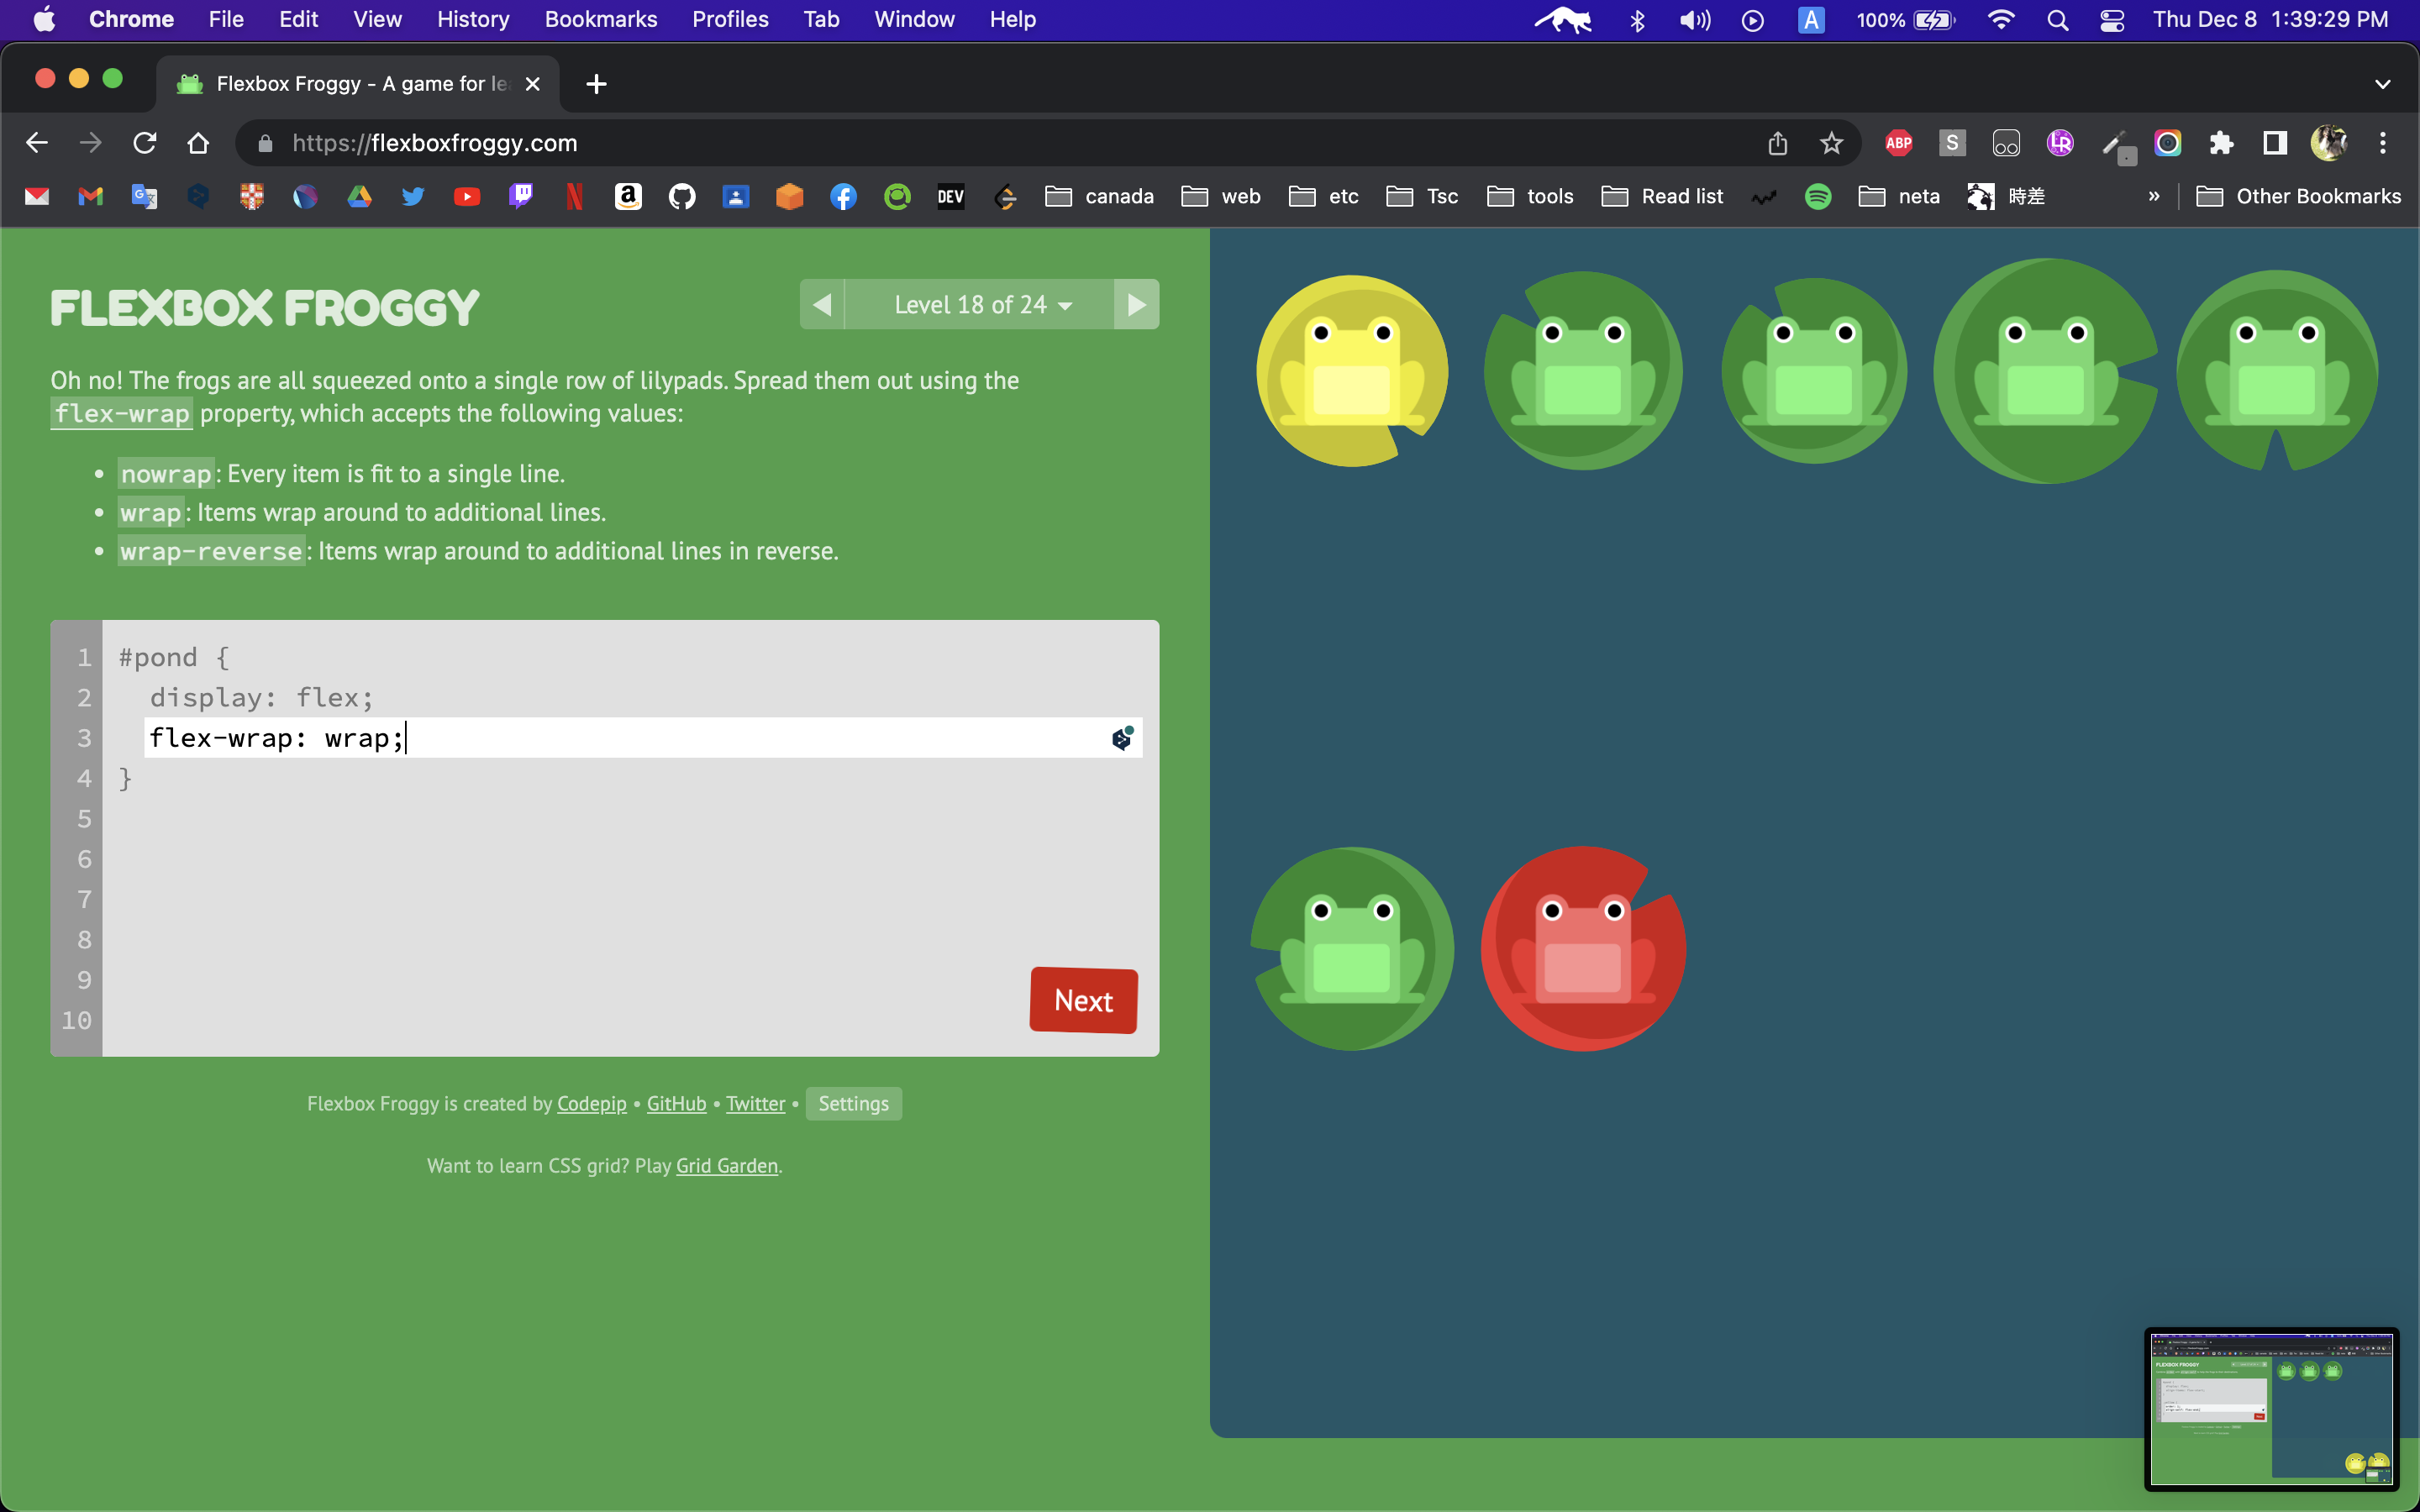 Chrome File Edit View History Bookmarks Profiles Tab Window Help A 100% Thu Dec 8 1:39:29 PM
Flexbox Froggy - A game for le
https://flexboxfroggy.com ABP S LR
DEV canada web etc Tsc tools Read list neta 時差 » Other Bookmarks
FLEXBOX FROGGY
Level 18 of 24
Oh no! The frogs are all squeezed onto a single row of lilypads. Spread them out using the
flex-wrap property, which accepts the following values:
• nowrap: Every item is fit to a single line.
• wrap: Items wrap around to additional lines.
• wrap-reverse: Items wrap around to additional lines in reverse.
1 #pond {
2 display: flex;
3 flex-wrap: wrap;
4 }
5
6
7
8
9
10
Next
Flexbox Froggy is created by Codepip • GitHub • Twitter • Settings
Want to learn CSS grid? Play Grid Garden.
FLEXBOX FROGGY